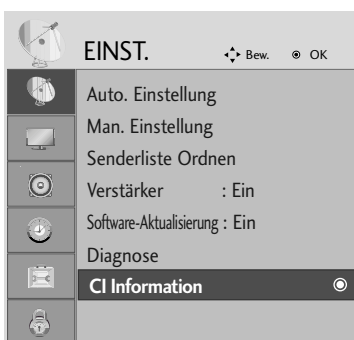 EINST. Bew. OK
Auto. Einstellung
Man. Einstellung
Senderliste Ordnen
Verstärker : Ein
Software-Aktualisierung : Ein
Diagnose
CI Information